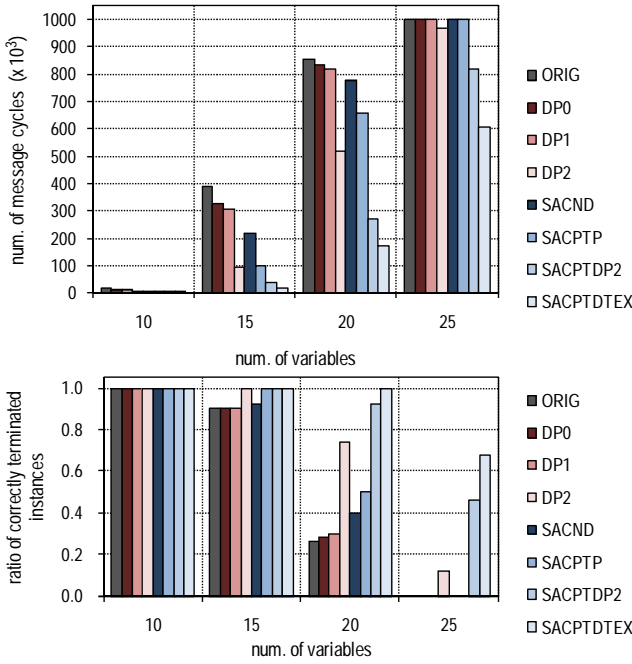 num. of message cycles (x 10³)
1000
900
800
700
600
500
400
300
200
100
0
10 15 20 25
num. of variables
ORIG
DP0
DP1
DP2
SACND
SACPTP
SACPTDP2
SACPTDTEX
ratio of correctly terminated
instances
1.0
0.8
0.6
0.4
0.2
0.0
10 15 20 25
num. of variables
ORIG
DP0
DP1
DP2
SACND
SACPTP
SACPTDP2
SACPTDTEX